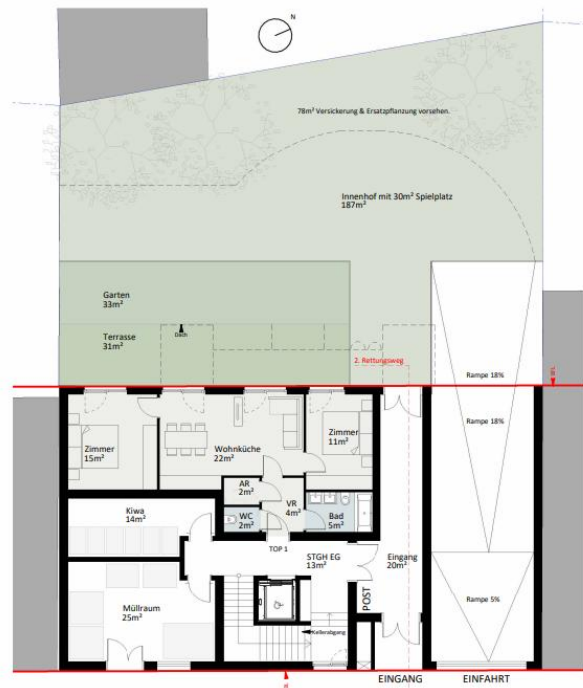 N
78m² Versickerung & Ersatzpflanzung vorsehen.
Innenhof mit 30m² Spielplatz
187m²
Garten
33m²
Terrasse
31m²
Dach
2. Rettungsweg
Rampe 18%
Rampe 18%
Zimmer
15m²
Wohnküche
22m²
Zimmer
11m²
AR
2m²
VR
4m²
WC
2m²
Bad
5m²
Kiwa
14m²
TOP 1
STGH EG
13m²
Eingang
20m²
POST
Müllraum
25m²
Kellerabgang
Rampe 5%
EINGANG
EINFAHRT